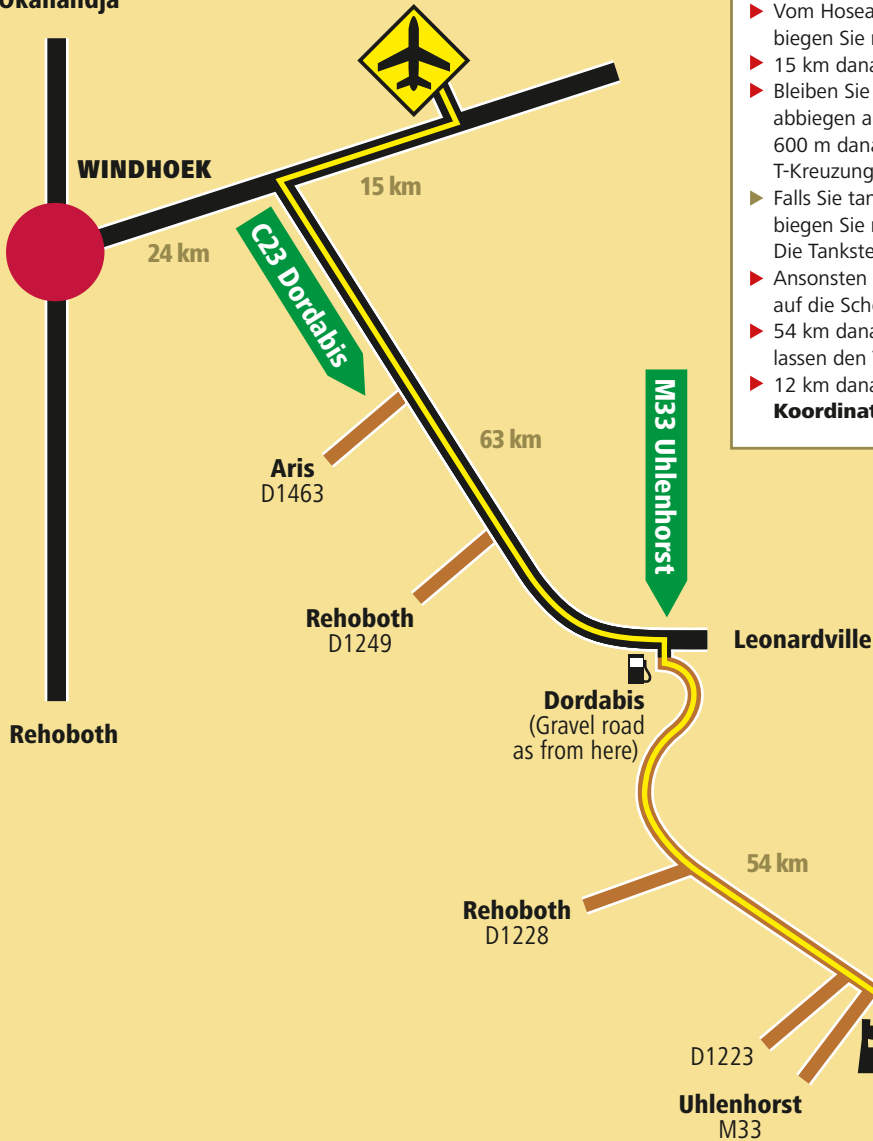 Okahandja
WINDHOEK
15 km
24 km
C23 Dordabis
63 km
Aris
D1463
Rehoboth
D1249
M33 Uhlenhorst
Leonardville
Rehoboth
Dordabis
(Gravel road
as from here)
54 km
Rehoboth
D1228
D1223
Uhlenhorst
M33
Vom Hosea
biegen Sie
15 km dana
Bleiben Sie
abbiegen a
600 m dana
T-Kreuzung
Falls Sie
biegen Sie
Die Tankste
Ansonsten
auf die Sch
54 km dana
lassen den
12 km dana
Koordinat